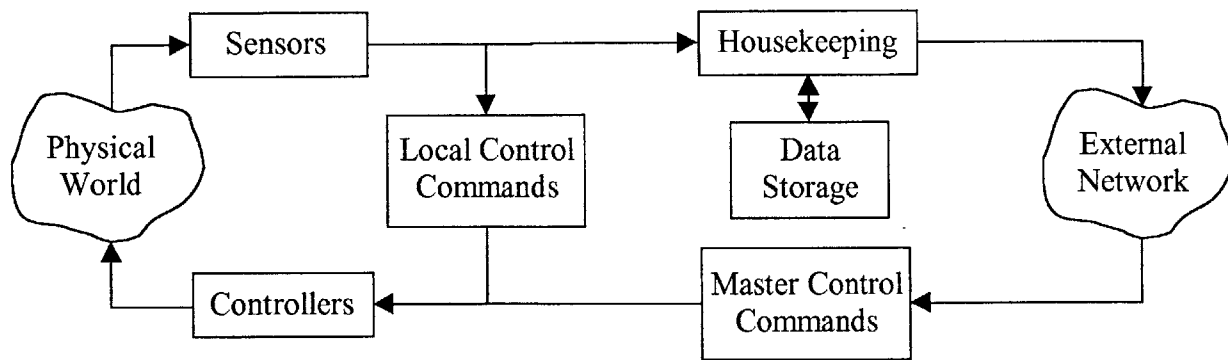 Sensors
Housekeeping
Physical
World
Local Control
Commands
Data
Storage
External
Network
Controllers
Master Control
Commands